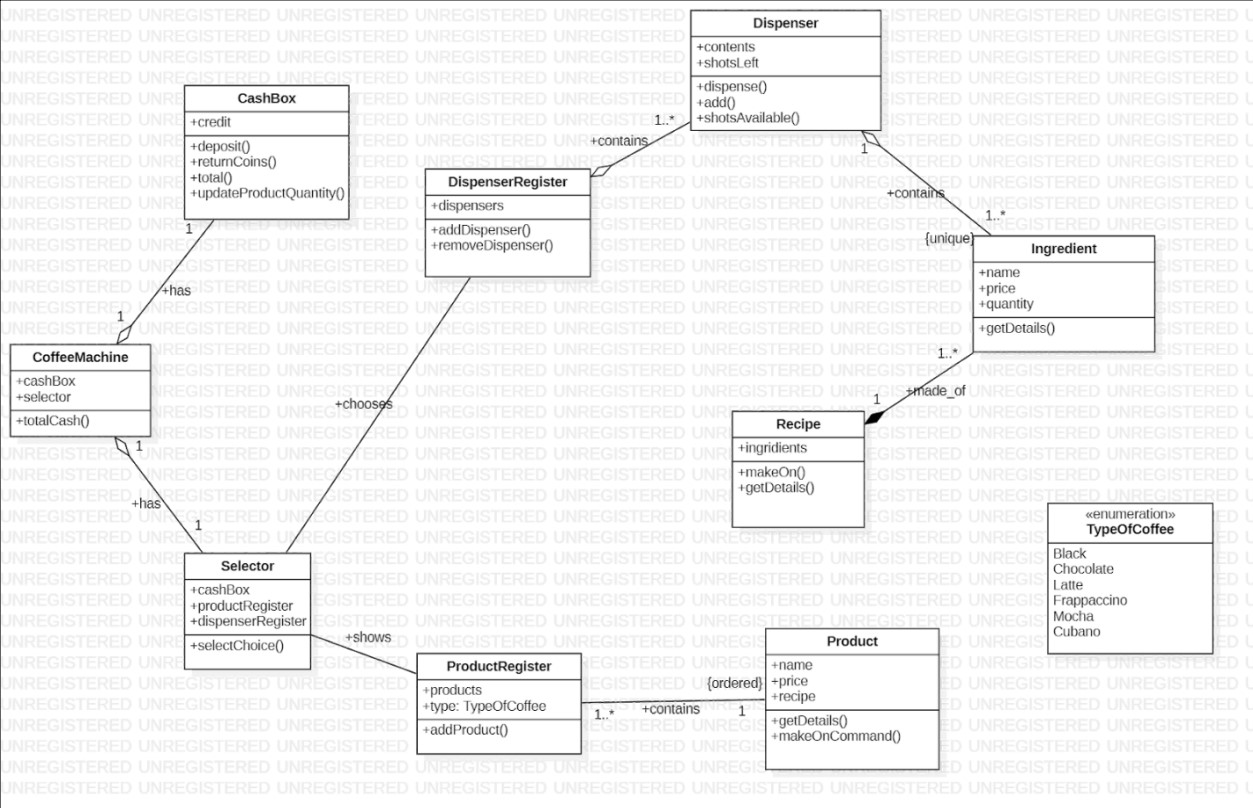 Dispenser
+contents
+shotsLeft
+dispense()
+add()
+shotsAvailable()
CashBox
+credit
+deposit()
+returnCoins()
+total()
+updateProductQuantity()
1..*
+contains
1
DispenserRegister
+dispensers
+addDispenser()
+removeDispenser()
+contains
1..*
{unique}
Ingredient
+name
+price
+quantity
+getDetails()
1
+has
1
CoffeeMachine
+cashBox
+selector
+totalCash()
+chooses
1..*
+made_of
1
Recipe
+ingridients
+makeOn()
+getDetails()
1
+has
1
«enumeration»
TypeOfCoffee
Black
Chocolate
Latte
Frappaccino
Mocha
Cubano
Selector
+cashBox
+productRegister
+dispenserRegister
+selectChoice()
+shows
ProductRegister
+products
+type: TypeOfCoffee
+addProduct()
{ordered}
1..*
+contains
1
Product
+name
+price
+recipe
+getDetails()
+makeOnCommand()
UNREGISTERED